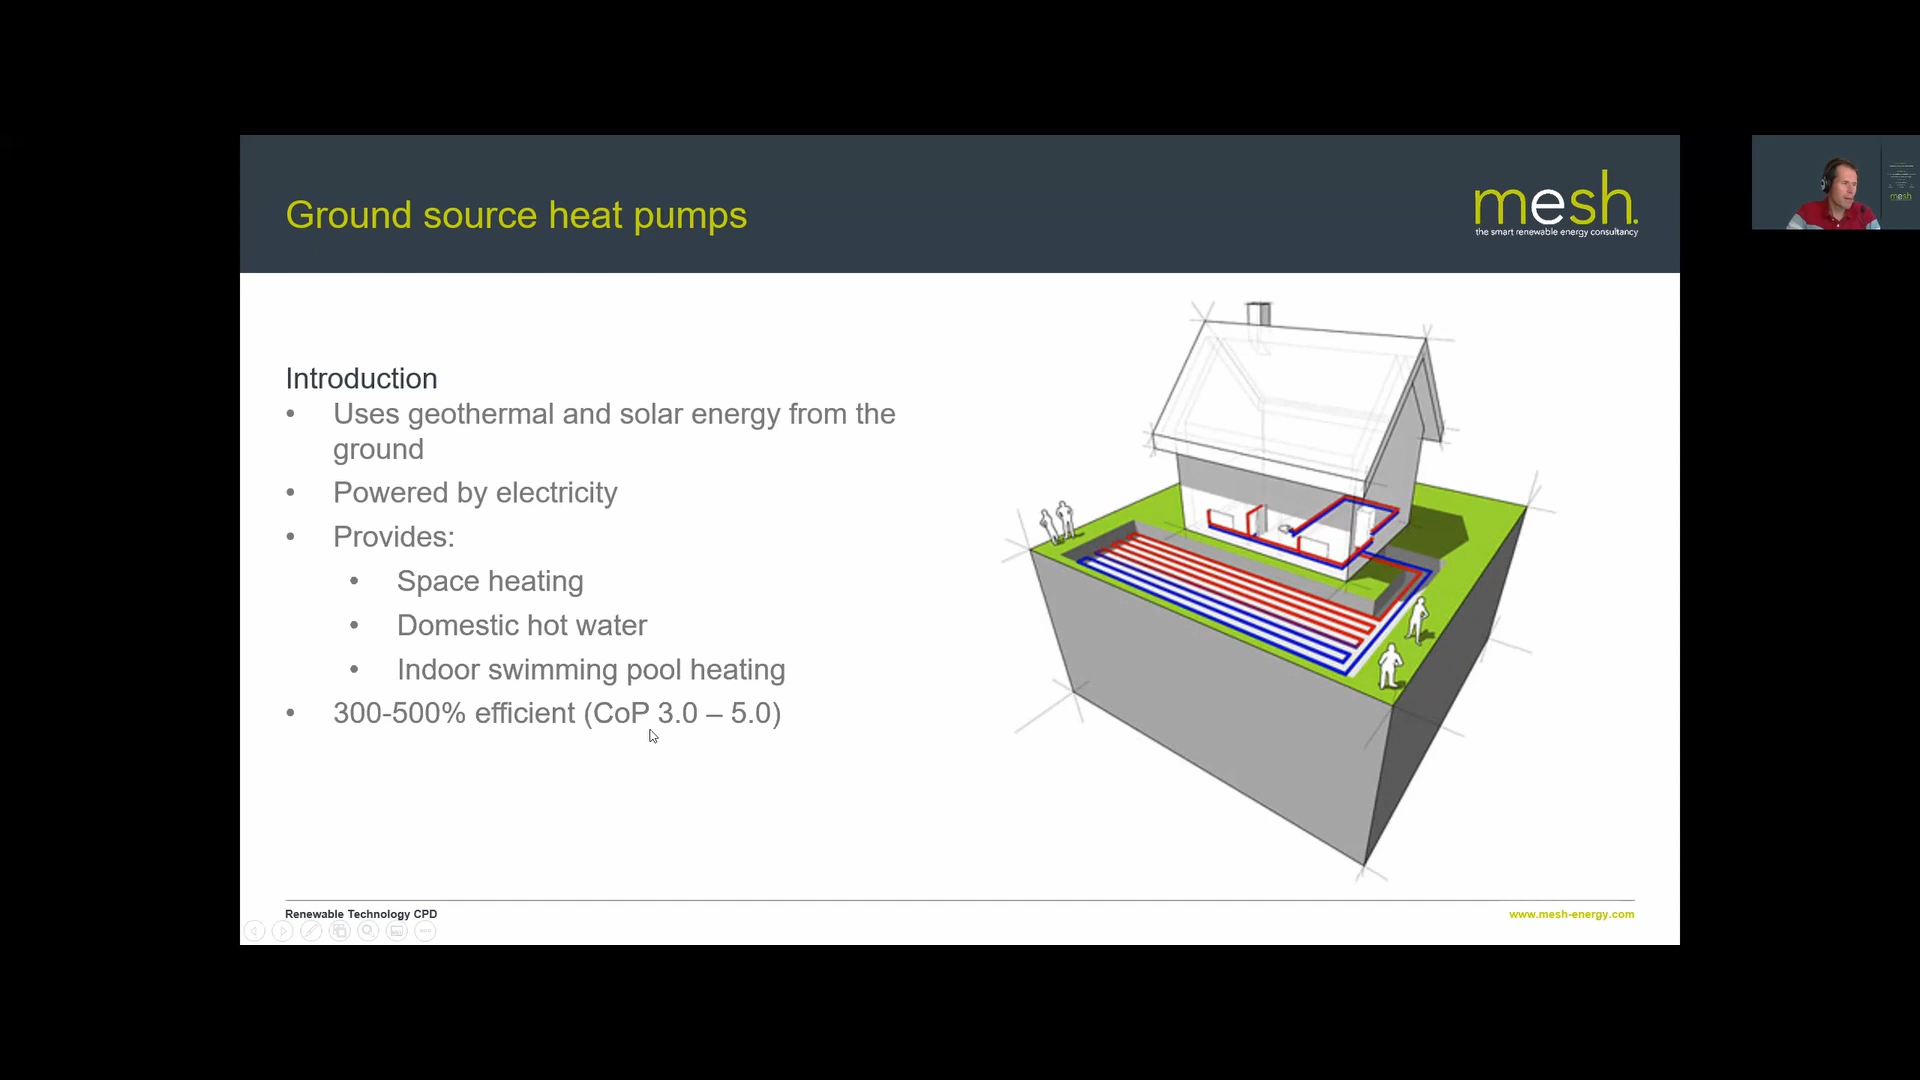 Ground source heat pumps
mesh.
the smart renewable energy consultancy
mesh
Introduction
• Uses geothermal and solar energy from the
ground
• Powered by electricity
• Provides:
• Space heating
• Domestic hot water
• Indoor swimming pool heating
• 300-500% efficient (CoP 3.0 – 5.0)
Renewable Technology CPD
www.mesh-energy.com